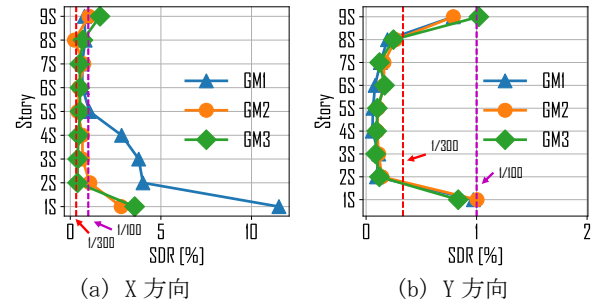 Story
9S
8S
7S
6S
5S
4S
3S
2S
1S
GM1
GM2
GM3
0 5 10
1/300
1/100
SDR [%]
(a) X 方向
Story
9S
8S
7S
6S
5S
4S
3S
2S
1S
GM1
GM2
GM3
1/300
1/100
0 1 2
SDR [%]
(b) Y 方向